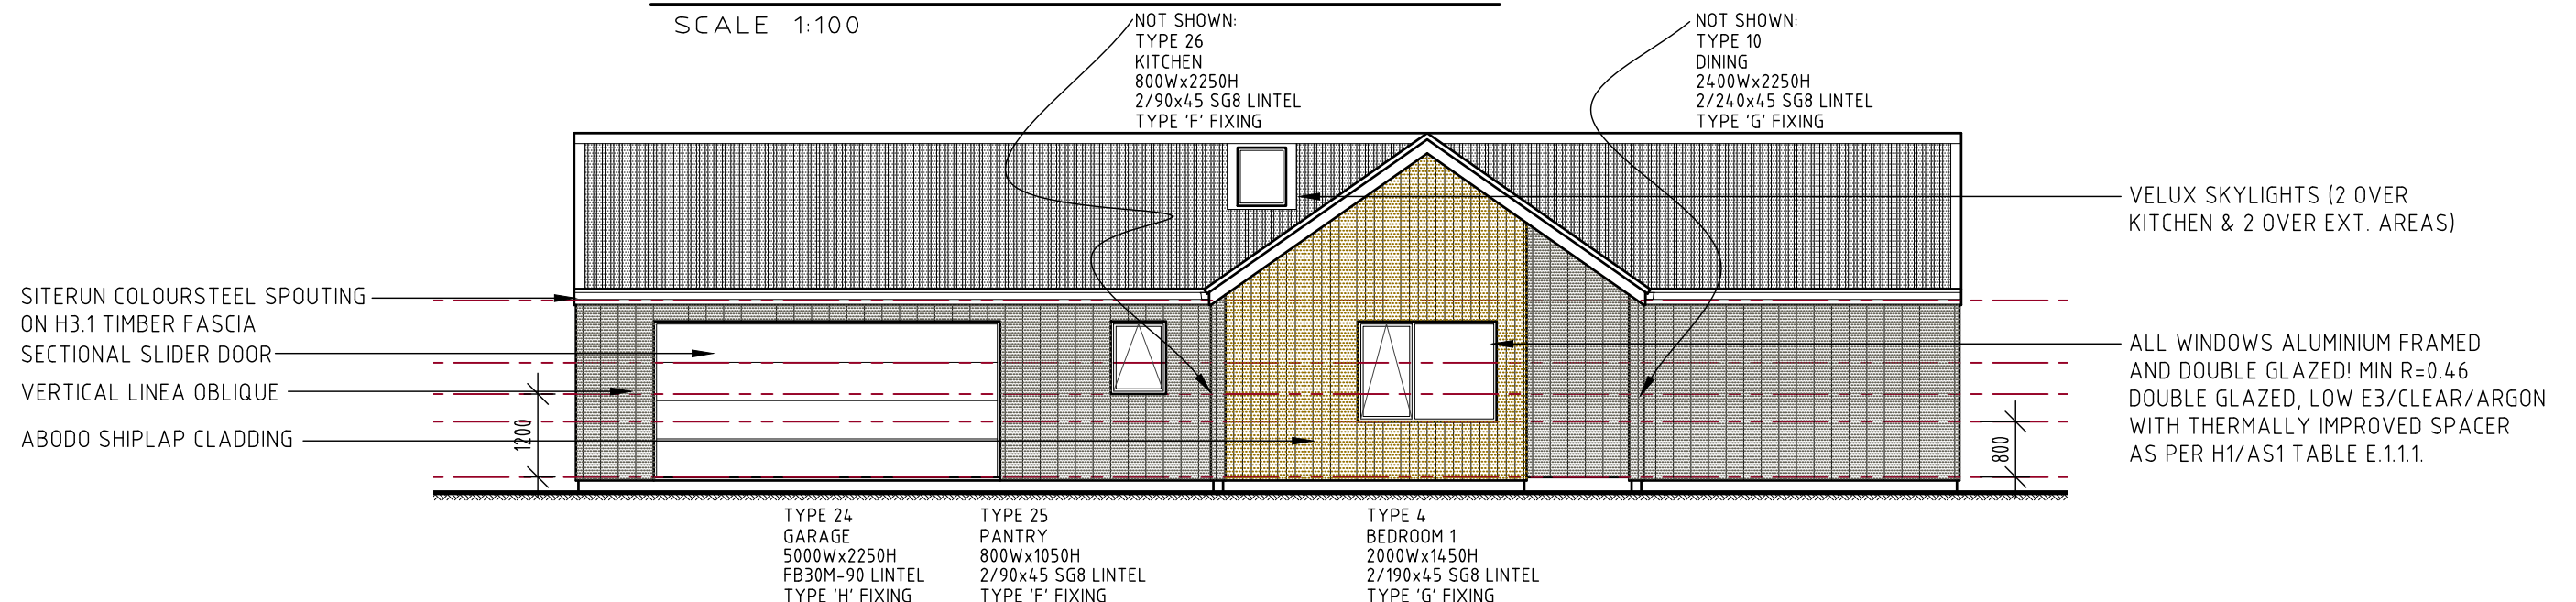 SCALE 1:100
NOT SHOWN:
TYPE 26
KITCHEN
800Wx2250H
2/90x45 SG8 LINTEL
TYPE 'F' FIXING
NOT SHOWN:
TYPE 10
DINING
2400Wx2250H
2/240x45 SG8 LINTEL
TYPE 'G' FIXING
VELUX SKYLIGHTS (2 OVER
KITCHEN & 2 OVER EXT. AREAS)
SITERUN COLOURSTEEL SPOUTING
ON H3.1 TIMBER FASCIA
SECTIONAL SLIDER DOOR
VERTICAL LINEA OBLIQUE
ABODO SHIPLAP CLADDING
1200
800
ALL WINDOWS ALUMINIUM FRAMED
AND DOUBLE GLAZED! MIN R=0.46
DOUBLE GLAZED, LOW E3/CLEAR/ARGON
WITH THERMALLY IMPROVED SPACER
AS PER H1/AS1 TABLE E.1.1.1.
TYPE 24
GARAGE
5000Wx2250H
FB30M-90 LINTEL
TYPE 'H' FIXING
TYPE 25
PANTRY
800Wx1050H
2/90x45 SG8 LINTEL
TYPE 'F' FIXING
TYPE 4
BEDROOM 1
2000Wx1450H
2/190x45 SG8 LINTEL
TYPE 'G' FIXING